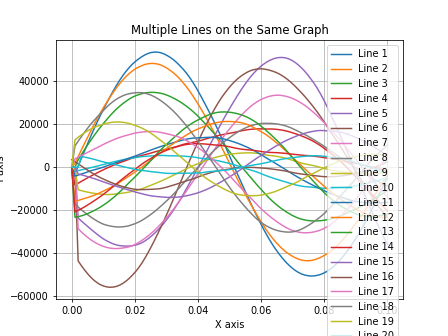 Multiple Lines on the Same Graph
40000
20000
0
−20000
−40000
−60000
0.00
0.02
0.04
0.06
X axis
Line 1
Line 2
Line 3
Line 4
Line 5
Line 6
Line 7
Line 8
Line 9
Line 10
Line 11
Line 12
Line 13
Line 14
Line 15
Line 16
Line 17
Line 18
Line 19
Line 20